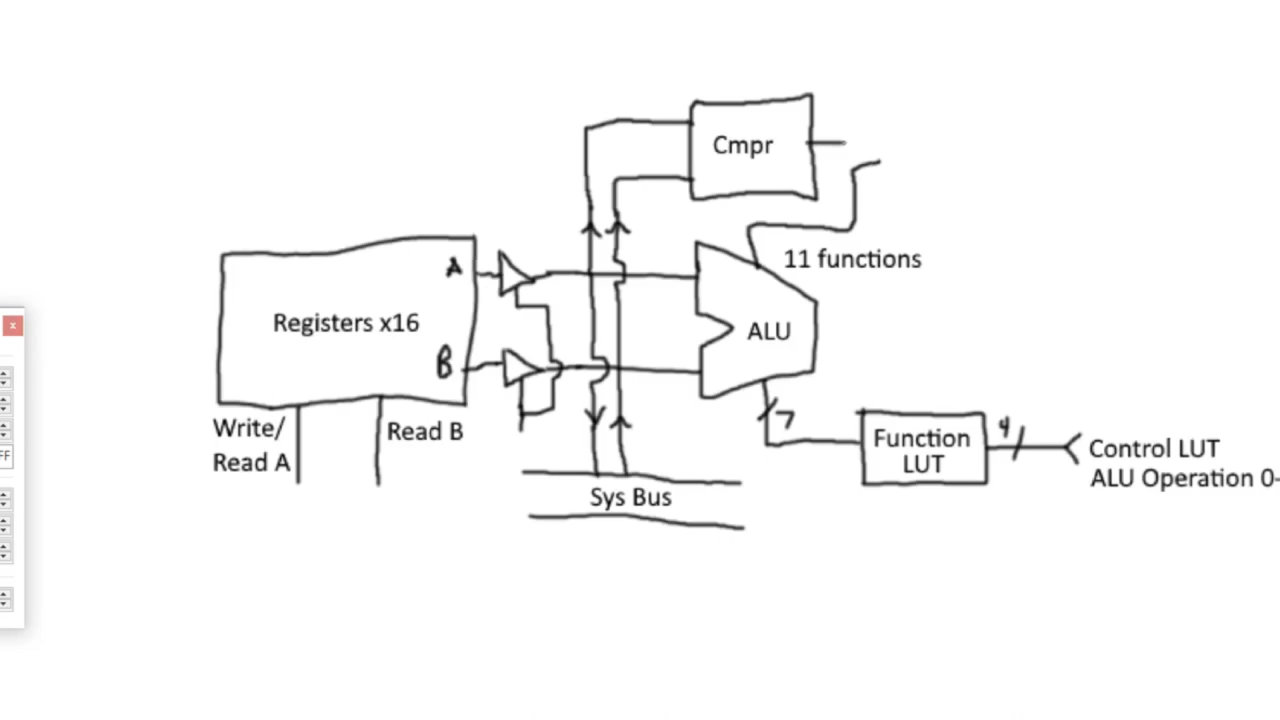 Cmpr
11 functions
A
Registers x16
ALU
B
Write/
Read A
Read B
7
4
Function
LUT
Control LUT
ALU Operation 0-
Sys Bus
x
FF